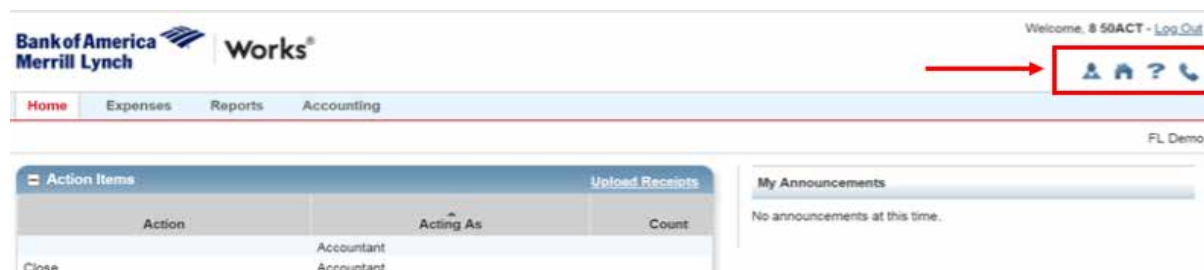 Welcome, 8 50ACT - Log Out
Bank of America
Merrill Lynch
Works®
?
Home Expenses Reports Accounting
FL Demo
Action Items Upload Receipts
My Announcements
Action Acting As Count
No announcements at this time.
Accountant
Close Accountant